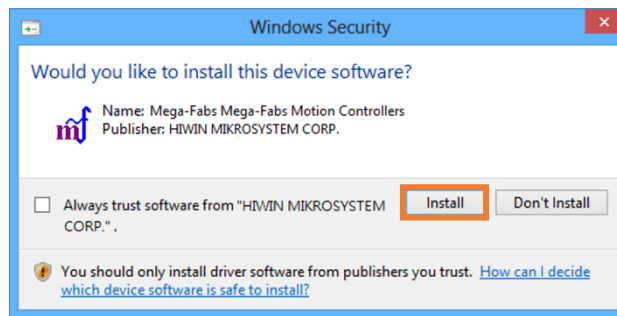 Windows Security
Would you like to install this device software?
mf
Name: Mega-Fabs Mega-Fabs Motion Controllers
Publisher: HIWIN MIKROSYSTEM CORP.
Always trust software from "HIWIN MIKROSYSTEM
CORP.".
Install
Don't Install
You should only install driver software from publishers you trust. How can I decide
which device software is safe to install?